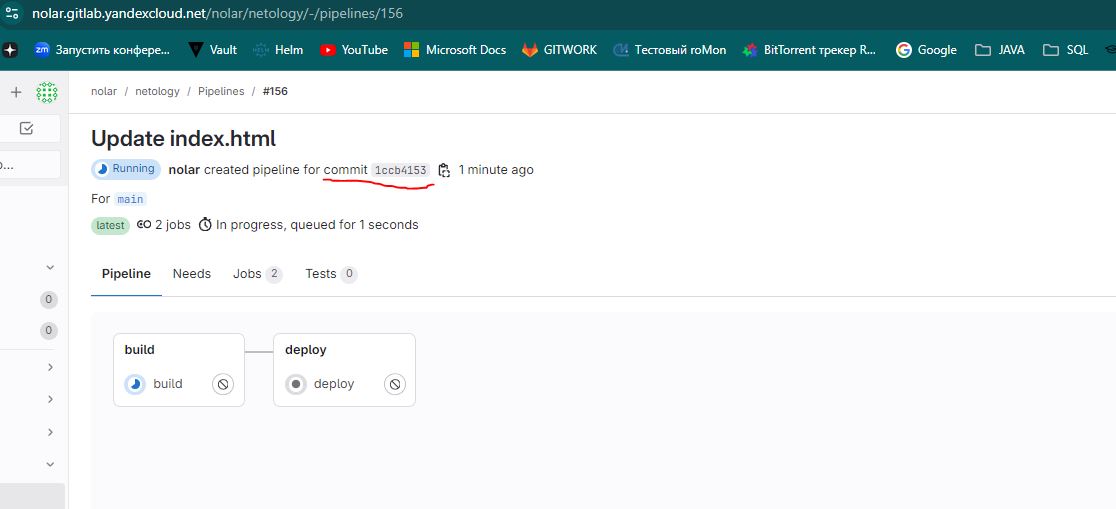 nolar.gitlab.yandexcloud.net/nolar/netology/-/pipelines/156
zm Запустить конфере... Vault HELM Helm YouTube Microsoft Docs GITWORK Тестовый roMon BitTorrent трекер R... Google JAVA SQL
nolar / netology / Pipelines / #156
Update index.html
o...
Running nolar created pipeline for commit 1ccb4153 1 minute ago
For main
latest 2 jobs In progress, queued for 1 seconds
Pipeline Needs Jobs 2 Tests 0
0
0
build deploy
build deploy